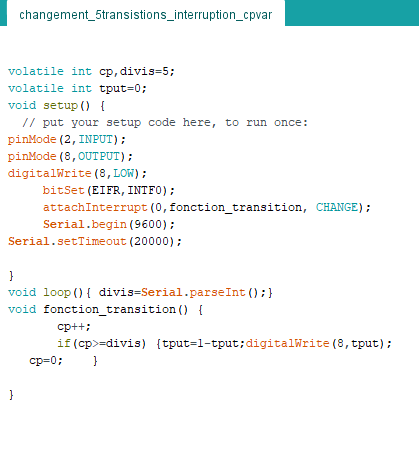 changement_5transistions_interruption_cpvar
volatile int cp,divis=5;
volatile int tput=0;
void setup() {
  // put your setup code here, to run once:
pinMode(2,INPUT);
pinMode(8,OUTPUT);
digitalWrite(8,LOW);
     bitSet(EIFR,INTF0);
     attachInterrupt(0,fonction_transition, CHANGE);
     Serial.begin(9600);
Serial.setTimeout(20000);
}
void loop(){ divis=Serial.parseInt();}
void fonction_transition() {
       cp++;
       if(cp>=divis) {tput=1-tput;digitalWrite(8,tput);
   cp=0;    }
}